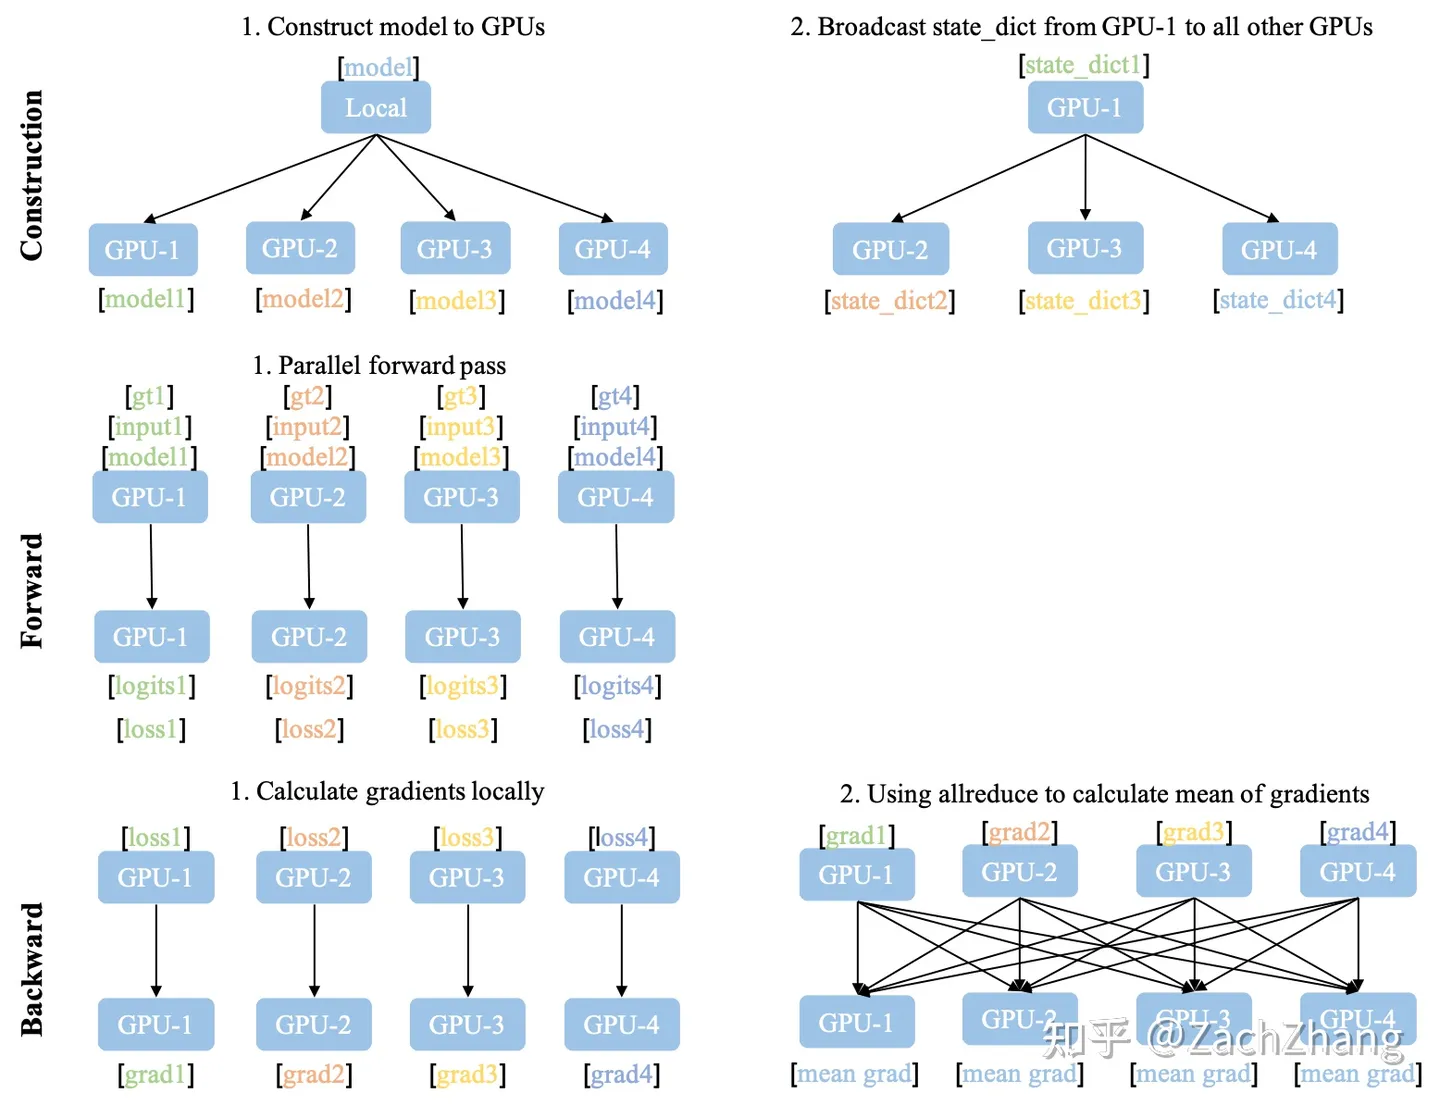 Construction
1. Construct model to GPUs
[model]
Local
GPU-1 GPU-2 GPU-3 GPU-4
[model1] [model2] [model3] [model4]
2. Broadcast state_dict from GPU-1 to all other GPUs
[state_dict1]
GPU-1
GPU-2 GPU-3 GPU-4
[state_dict2] [state_dict3] [state_dict4]
Forward
1. Parallel forward pass
[gt1] [gt2] [gt3] [gt4]
[input1] [input2] [input3] [input4]
[model1] [model2] [model3] [model4]
GPU-1 GPU-2 GPU-3 GPU-4
GPU-1 GPU-2 GPU-3 GPU-4
[logits1] [logits2] [logits3] [logits4]
[loss1] [loss2] [loss3] [loss4]
Backward
1. Calculate gradients locally
[loss1] [loss2] [loss3] [loss4]
GPU-1 GPU-2 GPU-3 GPU-4
GPU-1 GPU-2 GPU-3 GPU-4
[grad1] [grad2] [grad3] [grad4]
2. Using allreduce to calculate mean of gradients
[grad1] [grad2] [grad3] [grad4]
GPU-1 GPU-2 GPU-3 GPU-4
GPU-1 GPU-2 GPU-3 GPU-4
[mean grad] [mean grad] [mean grad] [mean grad]
知乎 @ZachZhang